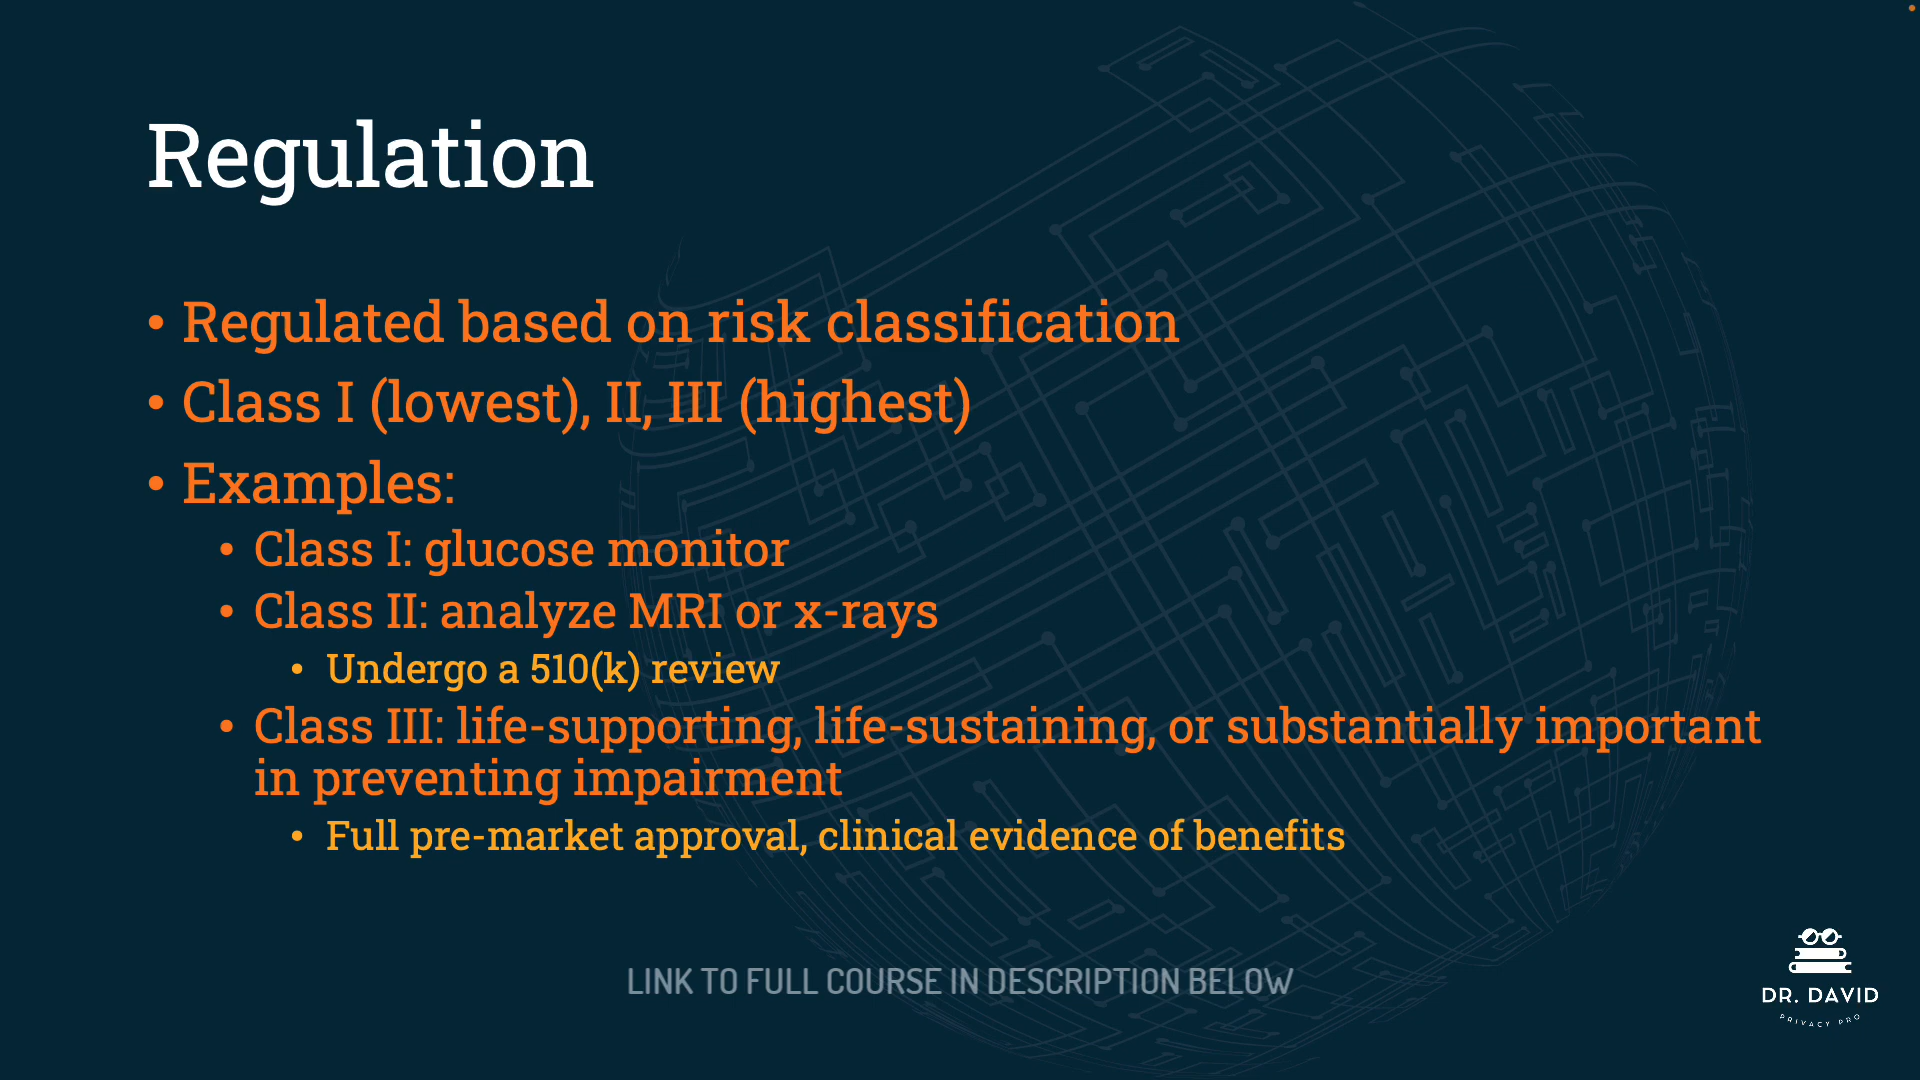 Regulation
• Regulated based on risk classification
• Class I (lowest), II, III (highest)
• Examples:
• Class I: glucose monitor
• Class II: analyze MRI or x-rays
• Undergo a 510(k) review
• Class III: life-supporting, life-sustaining, or substantially important
in preventing impairment
• Full pre-market approval, clinical evidence of benefits
LINK TO FULL COURSE IN DESCRIPTION BELOW
DR. DAVID
PRIVACY PRO